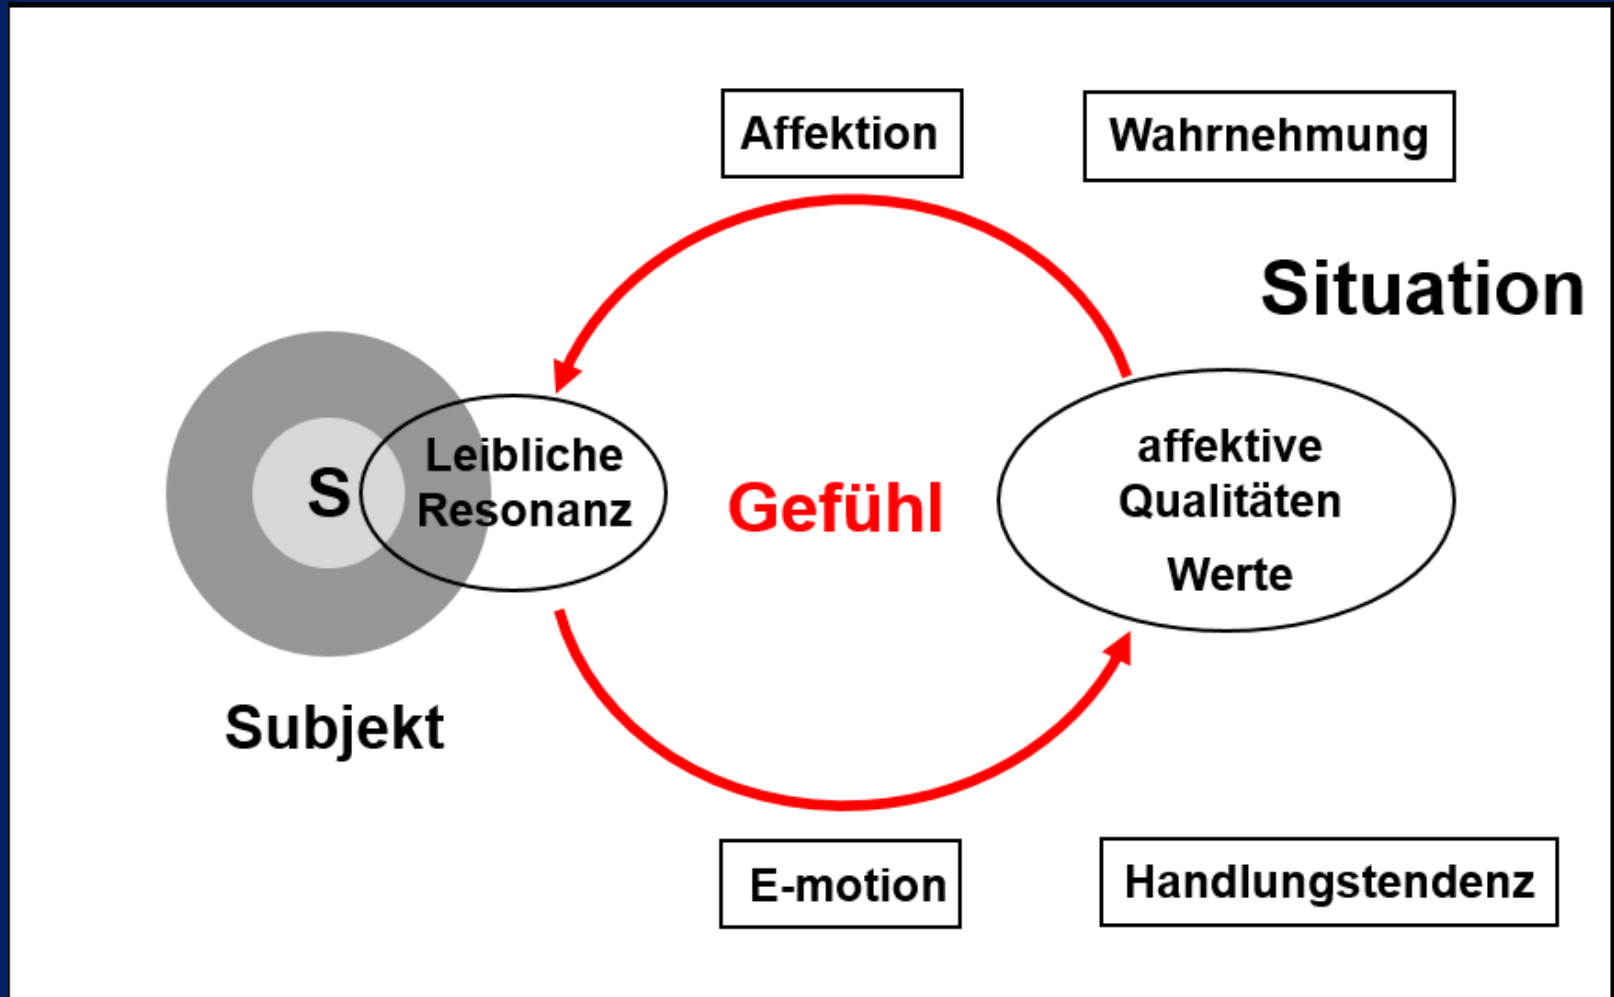 Affektion
Wahrnehmung
Situation
S
Leibliche
Resonanz
Gefühl
affektive
Qualitäten
Werte
Subjekt
E-motion
Handlungstendenz